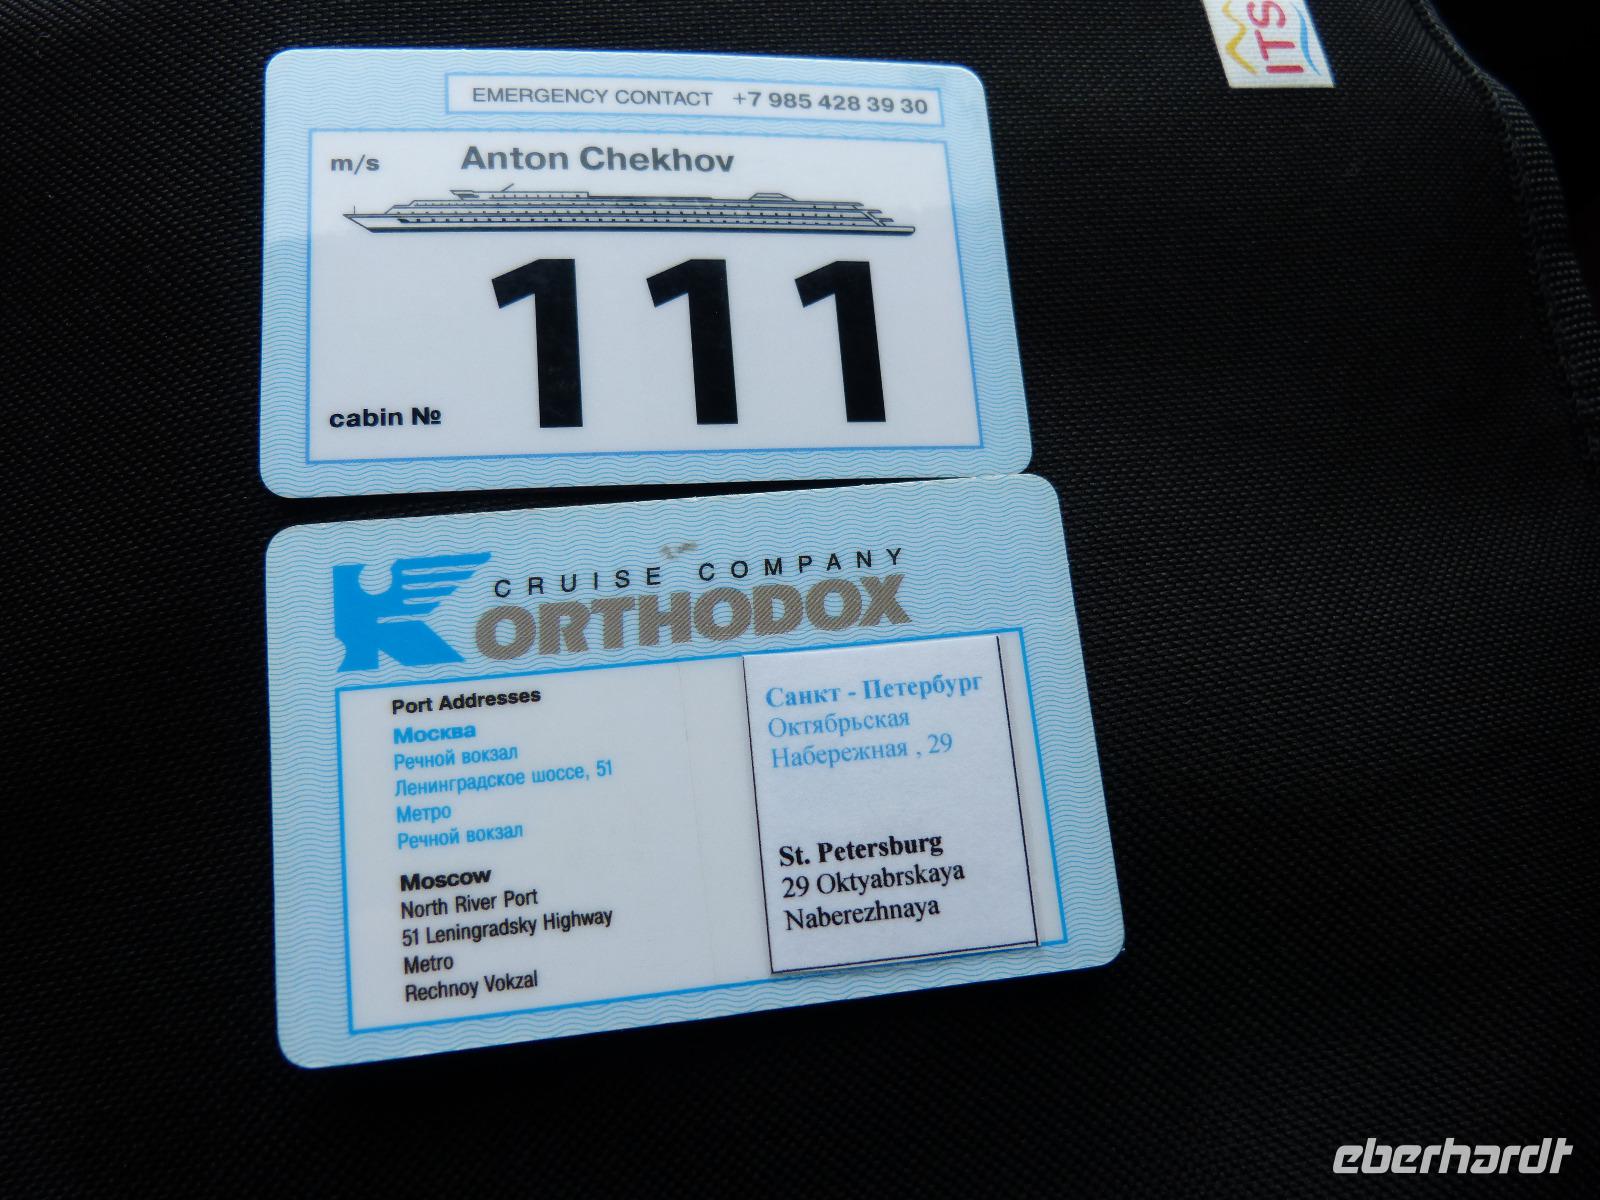 ITS
EMERGENCY CONTACT +7 985 428 39 30
m/s Anton Chekhov
111
cabin №
CRUISE COMPANY
ORTHODOX
Port Addresses
Москва
Речной вокзал
Ленинградское шоссе, 51
Метро
Речной вокзал
Moscow
North River Port
51 Leningradsky Highway
Metro
Rechnoy Vokzal
Санкт - Петербург
Октябрьская
Набережная , 29
St. Petersburg
29 Oktyabrskaya
Naberezhnaya
eberhardt